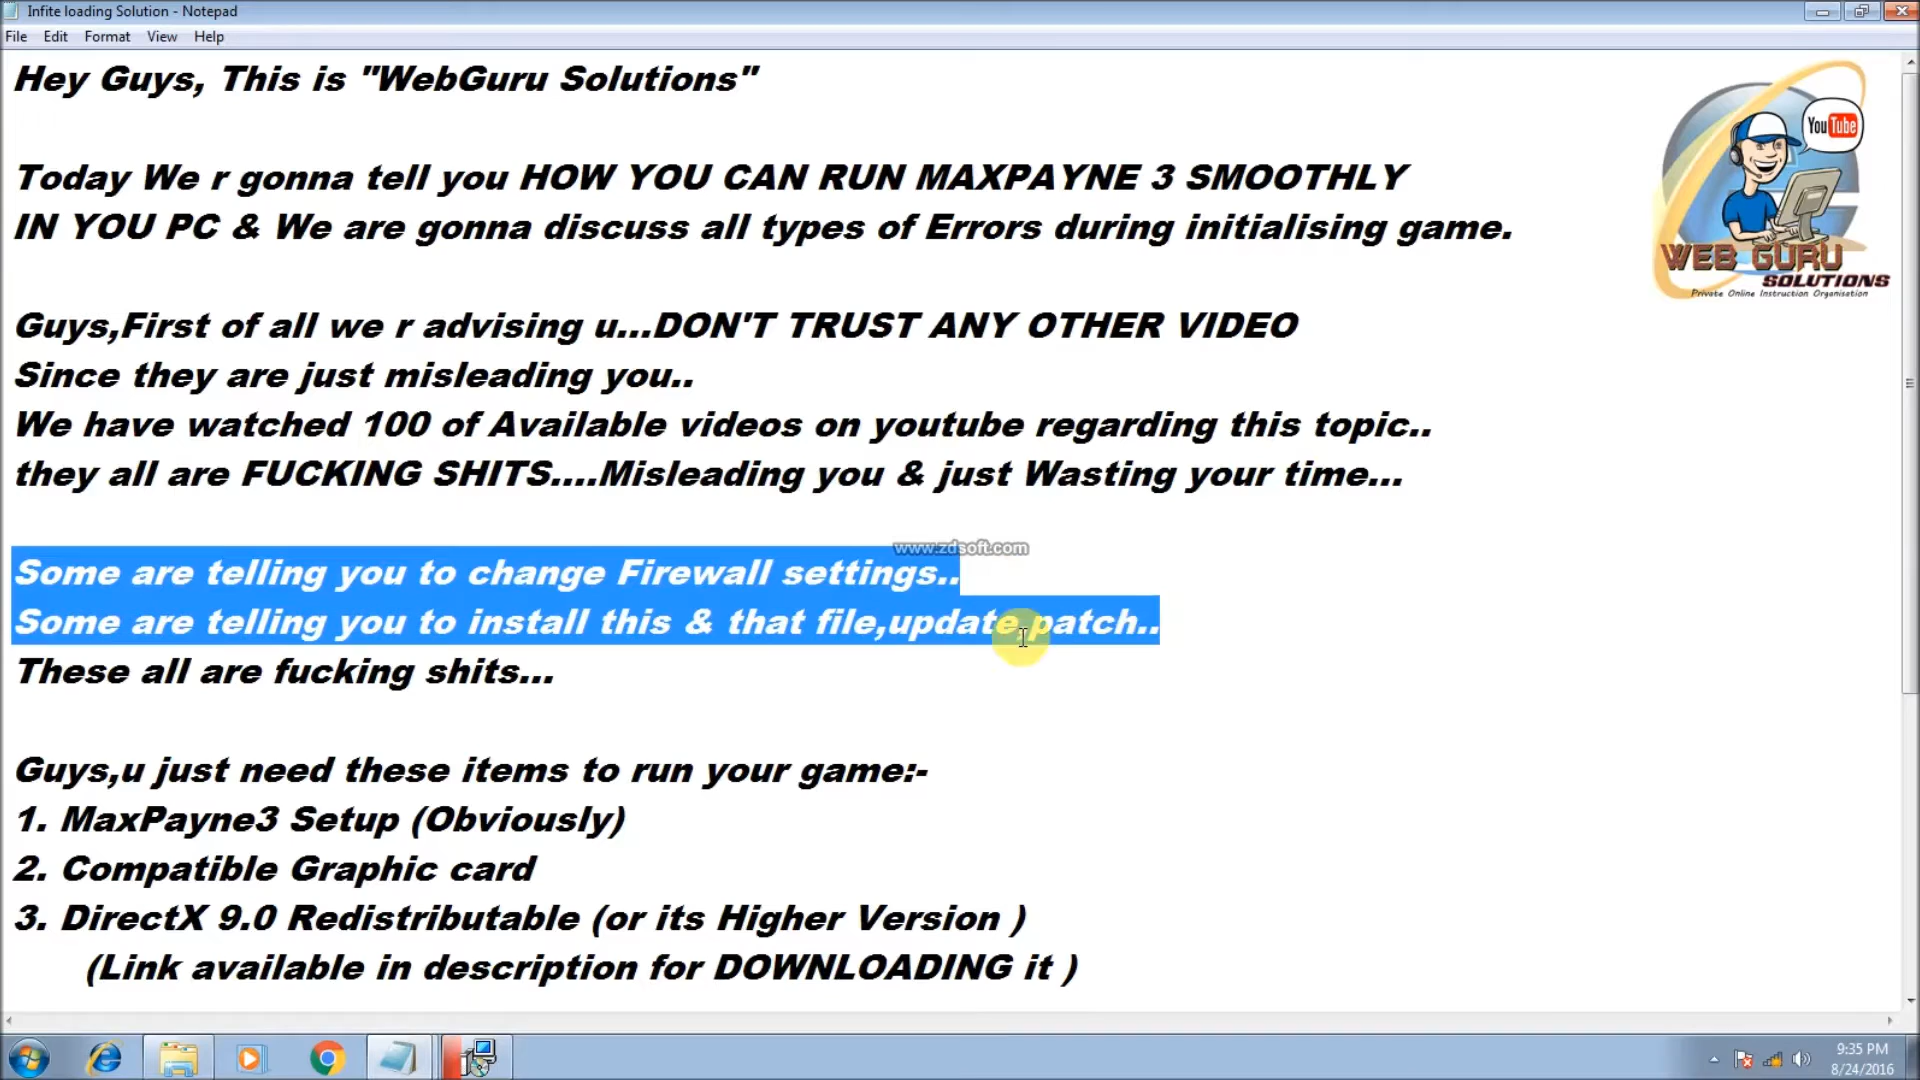 Infite loading Solution - Notepad
File Edit Format View Help
Hey Guys, This is "WebGuru Solutions"
Today We r gonna tell you HOW YOU CAN RUN MAXPAYNE 3 SMOOTHLY
IN YOU PC & We are gonna discuss all types of Errors during initialising game.
Guys,First of all we r advising u...DON'T TRUST ANY OTHER VIDEO
Since they are just misleading you..
We have watched 100 of Available videos on youtube regarding this topic..
they all are FUCKING SHITS....Misleading you & just Wasting your time...
www.zdsoft.com
Some are telling you to change Firewall settings..
Some are telling you to install this & that file,update,patch..
These all are fucking shits...
Guys,u just need these items to run your game:-
1. MaxPayne3 Setup (Obviously)
2. Compatible Graphic card
3. DirectX 9.0 Redistributable (or its Higher Version )
(Link available in description for DOWNLOADING it )
YouTube
WEB GURU
SOLUTIONS
Private Online Instruction Organisation
9:35 PM
8/24/2016